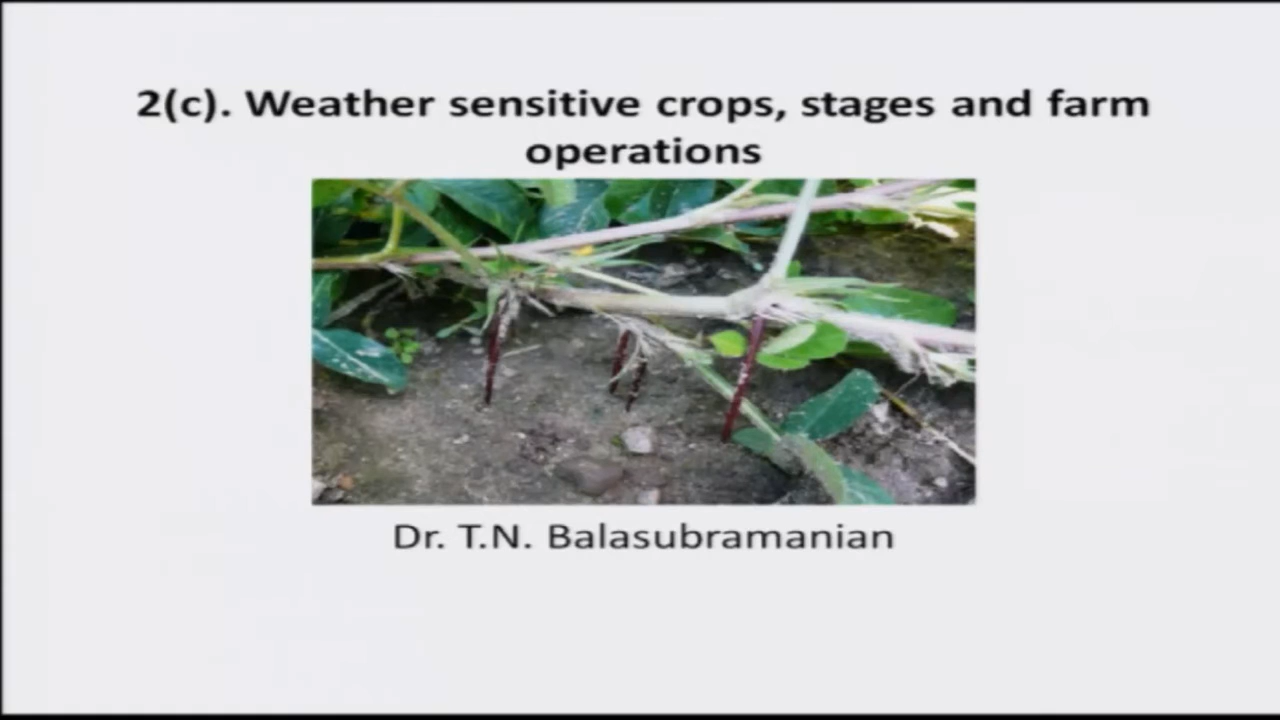 2(c). Weather sensitive crops, stages and farm
operations
Dr. T.N. Balasubramanian